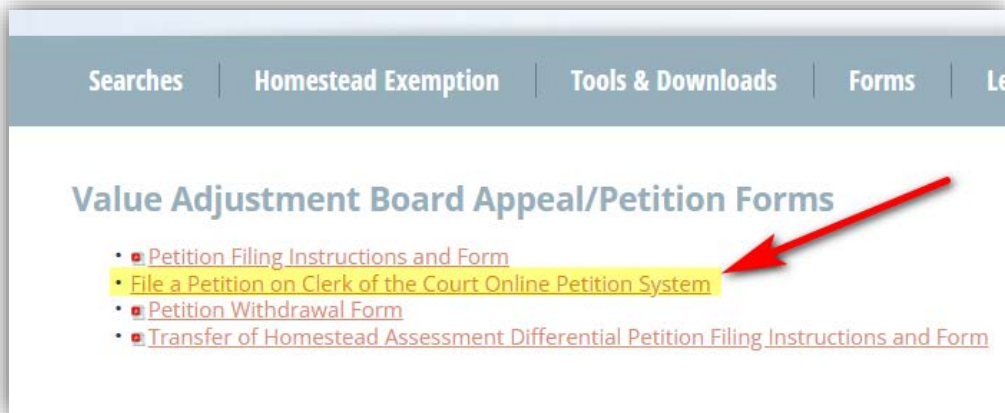 Searches Homestead Exemption Tools & Downloads Forms Le
Value Adjustment Board Appeal/Petition Forms
• Petition Filing Instructions and Form
• File a Petition on Clerk of the Court Online Petition System
• Petition Withdrawal Form
• Transfer of Homestead Assessment Differential Petition Filing Instructions and Form